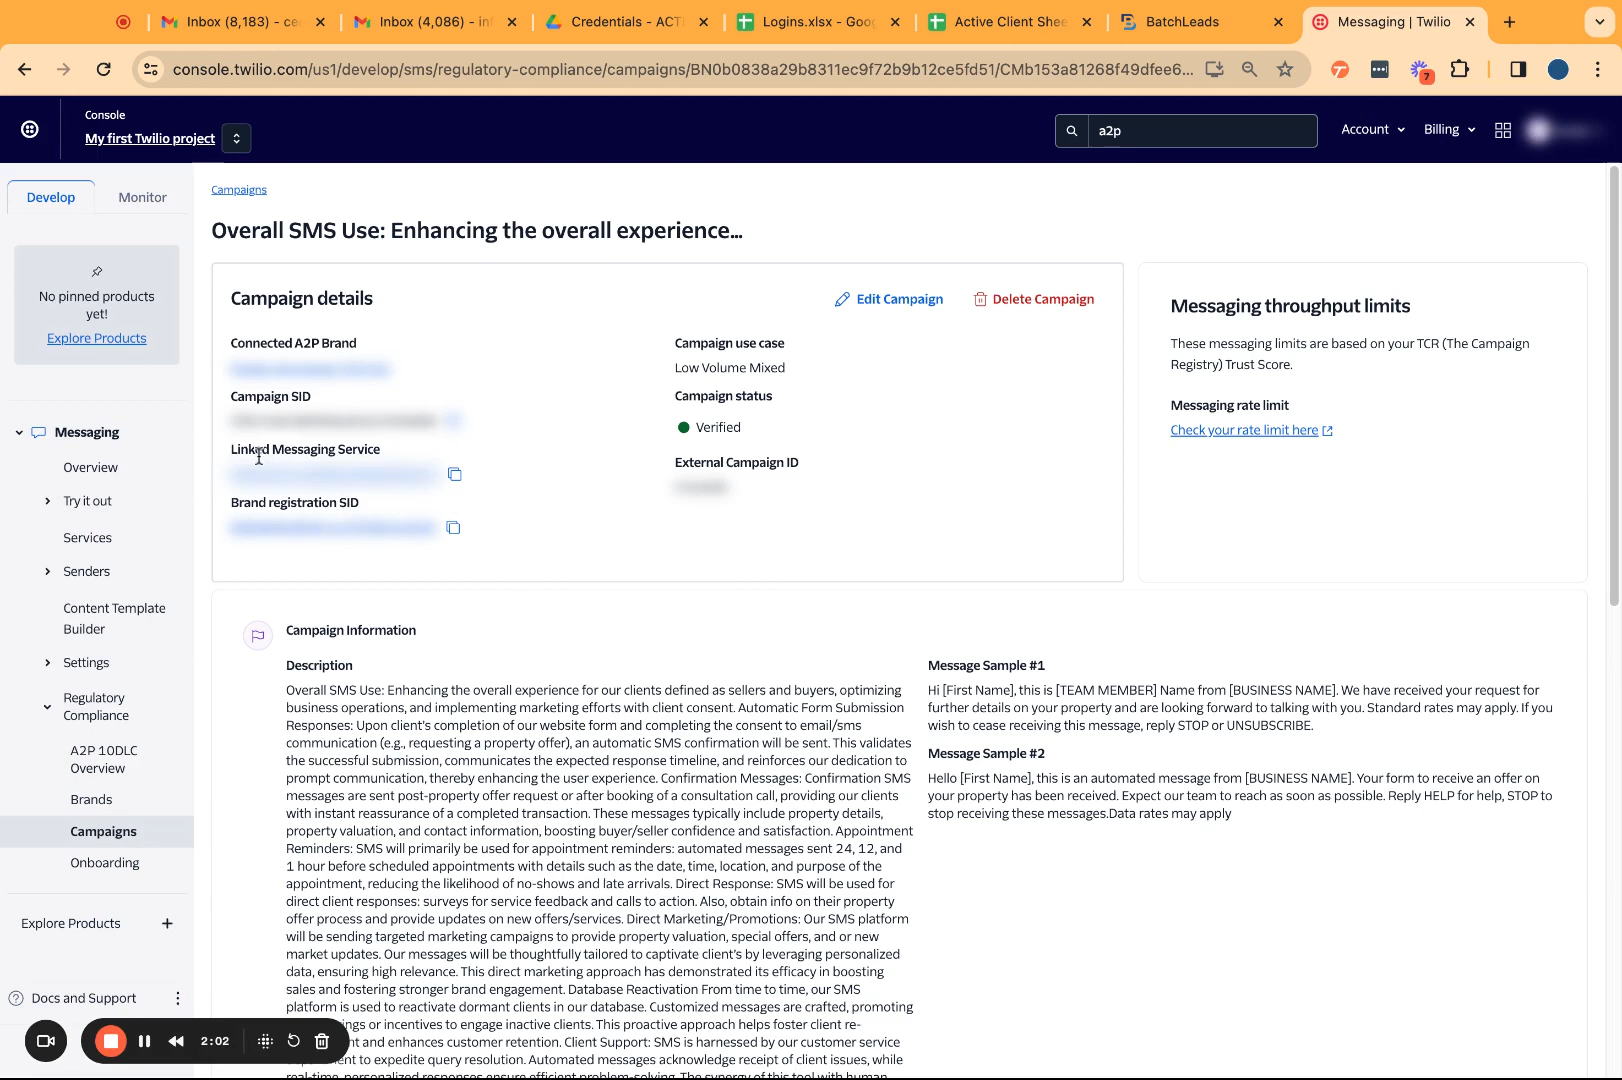 Inbox (8,183) - ce
Inbox (4,086) - in
Credentials - ACT
Logins.xlsx - Goo
Active Client Shee
BatchLeads
Messaging | Twilio
console.twilio.com/us1/develop/sms/regulatory-compliance/campaigns/BN0b0838a29b8311ec9f72b9b12ce5fd51/CMb153a81268f49dfee6...
7
Console
My first Twilio project
a2p
Account
Billing
Develop
Monitor
No pinned products
yet!
Explore Products
Messaging
Overview
Try it out
Services
Senders
Content Template
Builder
Settings
Regulatory
Compliance
A2P 10DLC
Overview
Brands
Campaigns
Onboarding
Explore Products
Docs and Support
2:02
Campaigns
Overall SMS Use: Enhancing the overall experience...
Campaign details
Edit Campaign
Delete Campaign
Connected A2P Brand
Campaign SID
Linked Messaging Service
Brand registration SID
Campaign use case
Low Volume Mixed
Campaign status
Verified
External Campaign ID
Messaging throughput limits
These messaging limits are based on your TCR (The Campaign
Registry) Trust Score.
Messaging rate limit
Check your rate limit here
Campaign Information
Description
Overall SMS Use: Enhancing the overall experience for our clients defined as sellers and buyers, optimizing
business operations, and implementing marketing efforts with client consent. Automatic Form Submission
Responses: Upon client's completion of our website form and completing the consent to email/sms
communication (e.g., requesting a property offer), an automatic SMS confirmation will be sent. This validates
the successful submission, communicates the expected response timeline, and reinforces our dedication to
prompt communication, thereby enhancing the user experience. Confirmation Messages: Confirmation SMS
messages are sent post-property offer request or after booking of a consultation call, providing our clients
with instant reassurance of a completed transaction. These messages typically include property details,
property valuation, and contact information, boosting buyer/seller confidence and satisfaction. Appointment
Reminders: SMS will primarily be used for appointment reminders: automated messages sent 24, 12, and
1 hour before scheduled appointments with details such as the date, time, location, and purpose of the
appointment, reducing the likelihood of no-shows and late arrivals. Direct Response: SMS will be used for
direct client responses: surveys for service feedback and calls to action. Also, obtain info on their property
offer process and provide updates on new offers/services. Direct Marketing/Promotions: Our SMS platform
will be sending targeted marketing campaigns to provide property valuation, special offers, and or new
market updates. Our messages will be thoughtfully tailored to captivate client's by leveraging personalized
data, ensuring high relevance. This direct marketing approach has demonstrated its efficacy in boosting
sales and fostering stronger brand engagement. Database Reactivation From time to time, our SMS
platform is used to reactivate dormant clients in our database. Customized messages are crafted, promoting
ings or incentives to engage inactive clients. This proactive approach helps foster client re-
nt and enhances customer retention. Client Support: SMS is harnessed by our customer service
ent to expedite query resolution. Automated messages acknowledge receipt of client issues, while
real-time, personalized responses ensure efficient problem-solving. The synergy of this tool with human
Message Sample #1
Hi [First Name], this is [TEAM MEMBER] Name from [BUSINESS NAME]. We have received your request for
further details on your property and are looking forward to talking with you. Standard rates may apply. If you
wish to cease receiving this message, reply STOP or UNSUBSCRIBE.
Message Sample #2
Hello [First Name], this is an automated message from [BUSINESS NAME]. Your form to receive an offer on
your property has been received. Expect our team to reach as soon as possible. Reply HELP for help, STOP to
stop receiving these messages.Data rates may apply